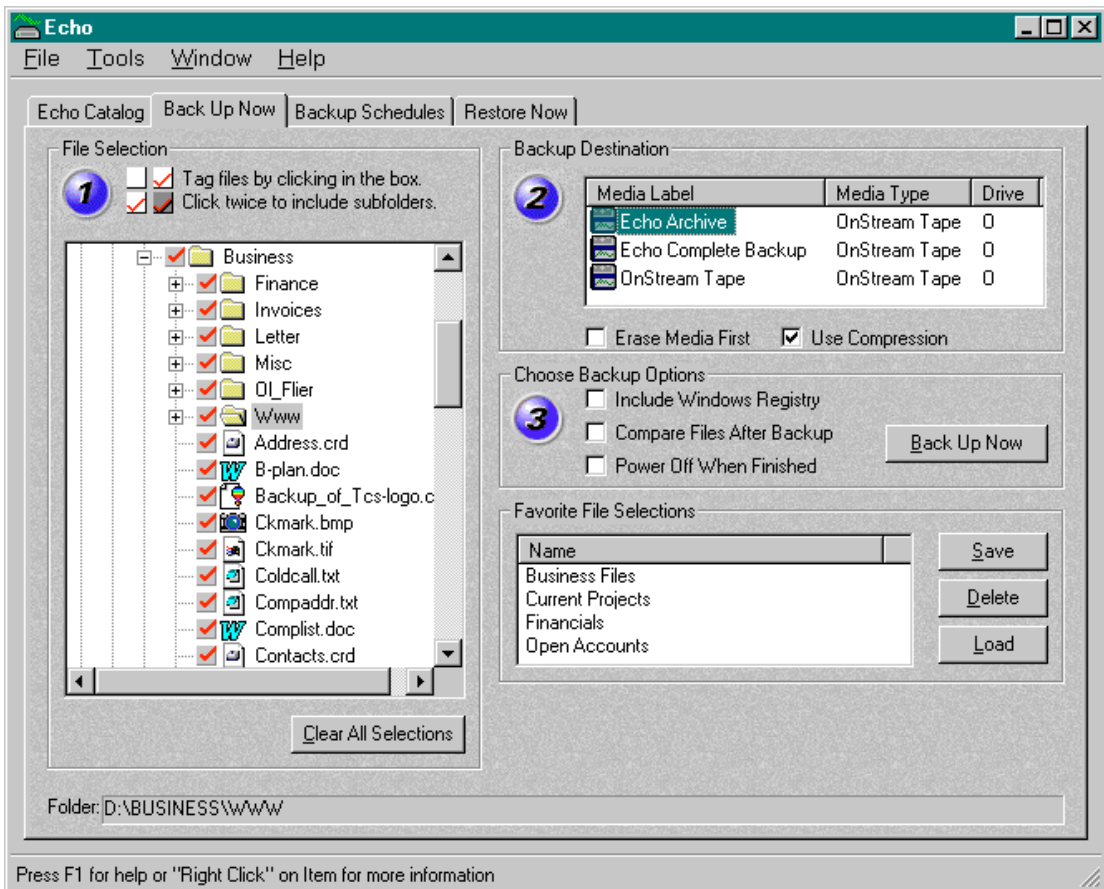 Echo
File Tools Window Help
Echo Catalog Back Up Now Backup Schedules Restore Now
File Selection
1
Tag files by clicking in the box.
Click twice to include subfolders.
Business
Finance
Invoices
Letter
Misc
OI_Flier
Www
Address.crd
B-plan.doc
Backup_of_Tcs-logo.c
Ckmark.bmp
Ckmark.tif
Coldcall.txt
Compaddr.txt
Complist.doc
Contacts.crd
Clear All Selections
Backup Destination
2
Media Label Media Type Drive
Echo Archive OnStream Tape 0
Echo Complete Backup OnStream Tape 0
OnStream Tape OnStream Tape 0
Erase Media First Use Compression
Choose Backup Options
3
Include Windows Registry
Compare Files After Backup
Power Off When Finished
Back Up Now
Favorite File Selections
Name
Business Files
Current Projects
Financials
Open Accounts
Save
Delete
Load
Folder: D:\BUSINESS\WWW
Press F1 for help or "Right Click" on Item for more information